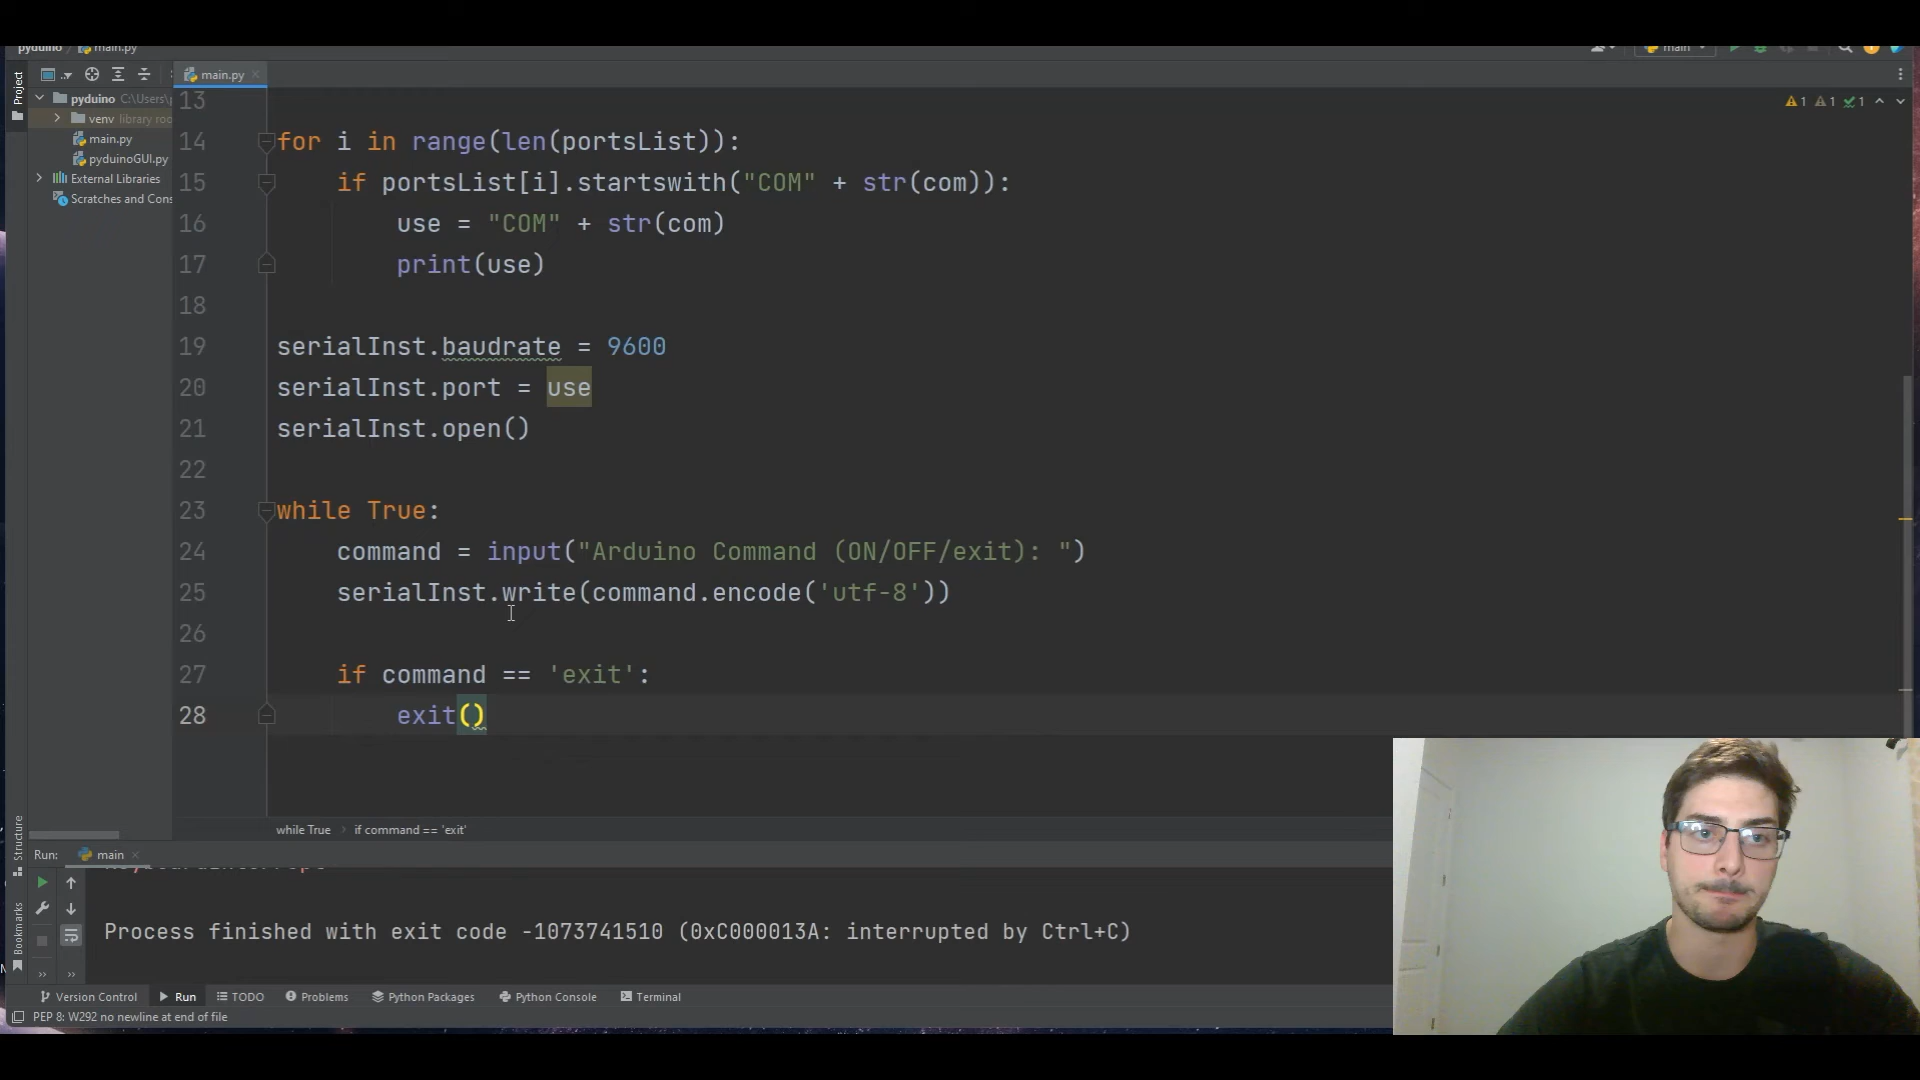 pyduino main.py
main
Project
main.py
pyduino C:\Users\
venv library roo
main.py
pyduinoGUI.py
External Libraries
Scratches and Cons
1 1 1
13
14 for i in range(len(portsList)):
15 if portsList[i].startswith("COM" + str(com)):
16 use = "COM" + str(com)
17 print(use)
18
19 serialInst.baudrate = 9600
20 serialInst.port = use
21 serialInst.open()
22
23 while True:
24 command = input("Arduino Command (ON/OFF/exit): ")
25 serialInst.write(command.encode('utf-8'))
26
27 if command == 'exit':
28 exit()
while True › if command == 'exit'
Structure
Bookmarks
Run: main
Process finished with exit code -1073741510 (0xC000013A: interrupted by Ctrl+C)
Version Control Run TODO Problems Python Packages Python Console Terminal
PEP 8: W292 no newline at end of file